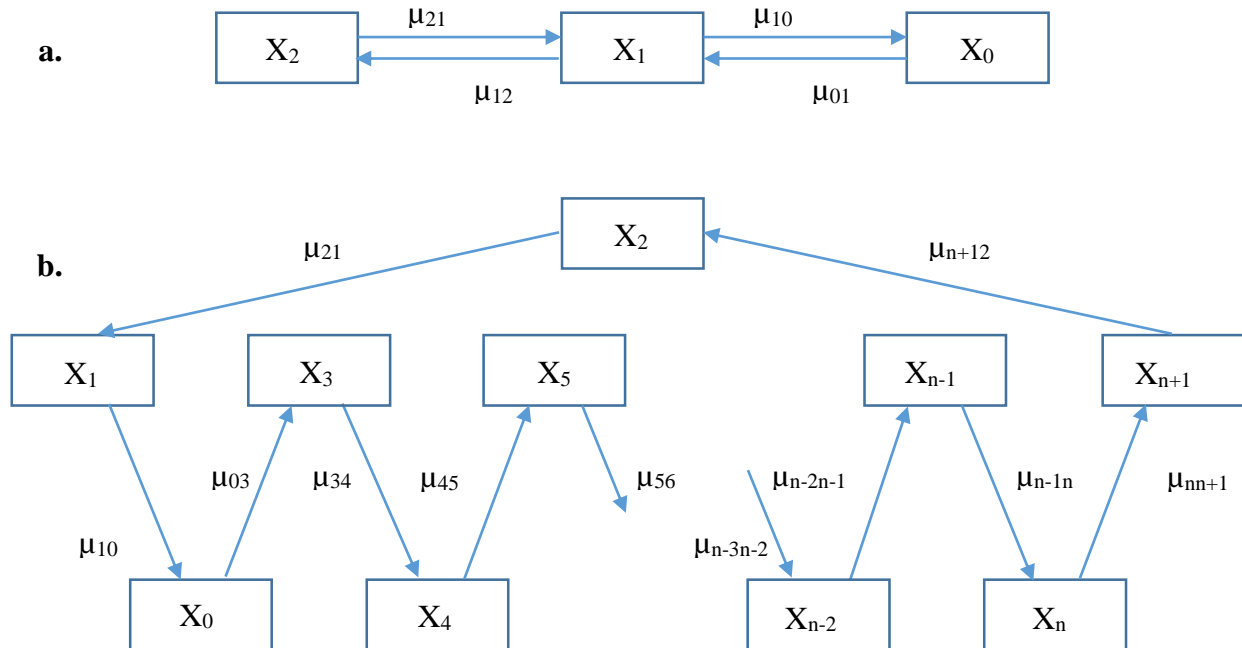 μ21 μ10
a. X2 X1 X0
μ12 μ01
X2
μ21 μn+12
b.
X1 X3 X5 Xn-1 Xn+1
μ03 μ34 μ45 μ56 μn-2n-1 μn-1n μnn+1
μ10 μn-3n-2
X0 X4 Xn-2 Xn